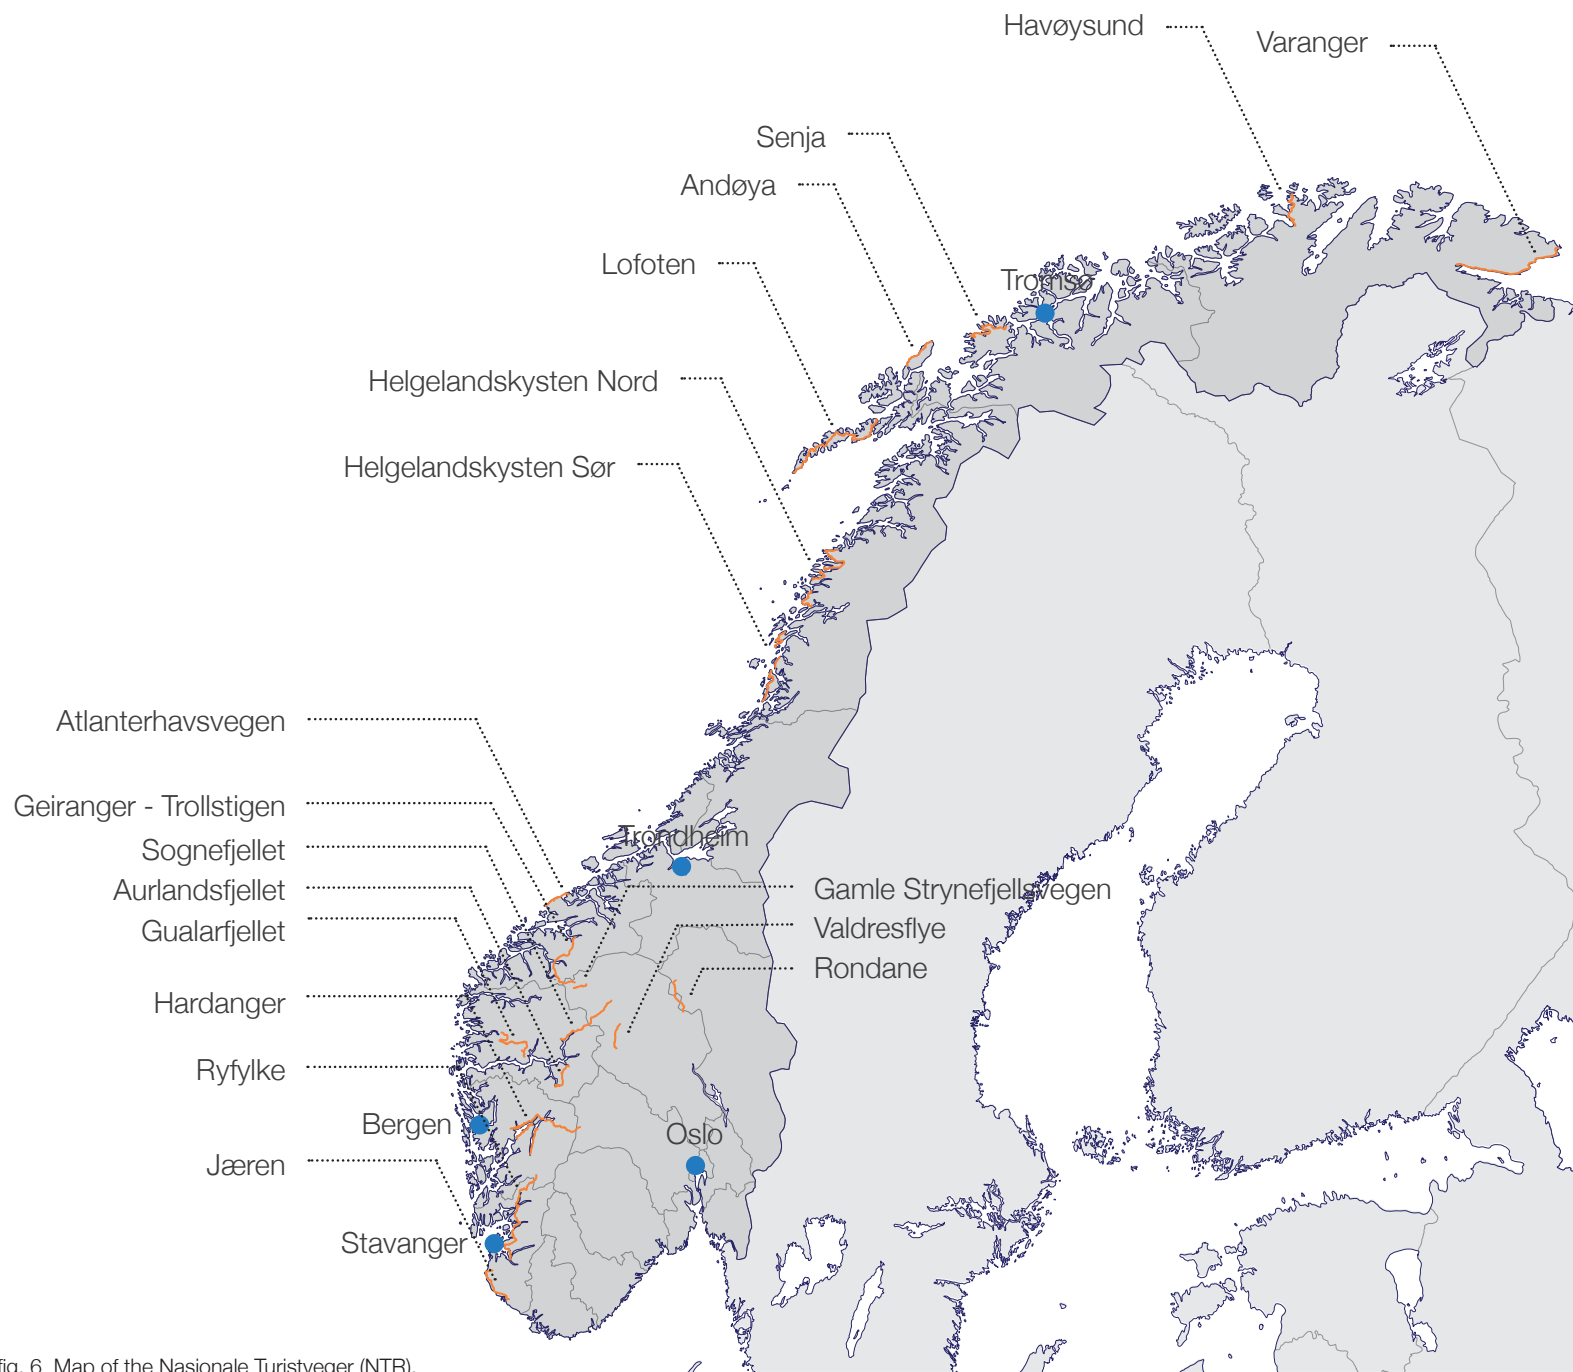 Havøysund
Varanger
Senja
Andøya
Lofoten
Tromsø
Helgelandskysten Nord
Helgelandskysten Sør
Atlanterhavsvegen
Geiranger - Trollstigen
Trondheim
Sognefjellet
Aurlandsfjellet
Gamle Strynefjellsvegen
Gualarfjellet
Valdresflye
Rondane
Hardanger
Ryfylke
Bergen
Oslo
Jæren
Stavanger
fig. 6 Map of the Nasjonale Turistveger (NTR).